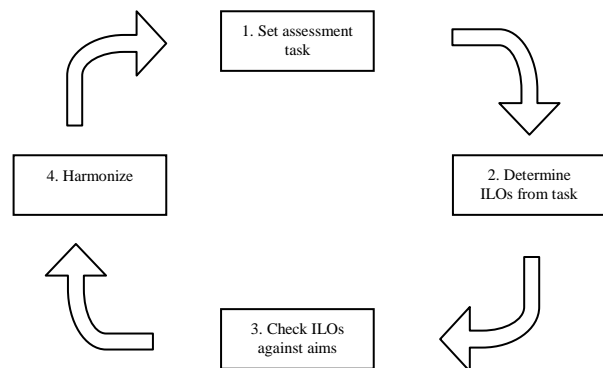 1. Set assessment
task
2. Determine
ILOs from task
3. Check ILOs
against aims
4. Harmonize